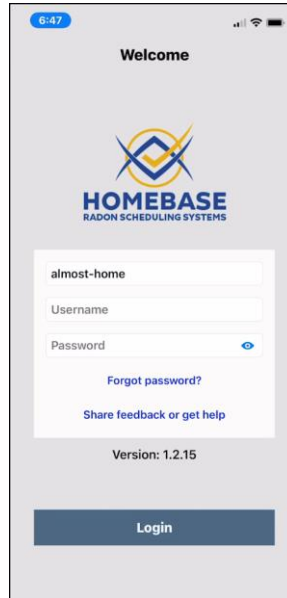 6:47
Welcome
HOMEBASE
RADON SCHEDULING SYSTEMS
almost-home
Username
Password
Forgot password?
Share feedback or get help
Version: 1.2.15
Login